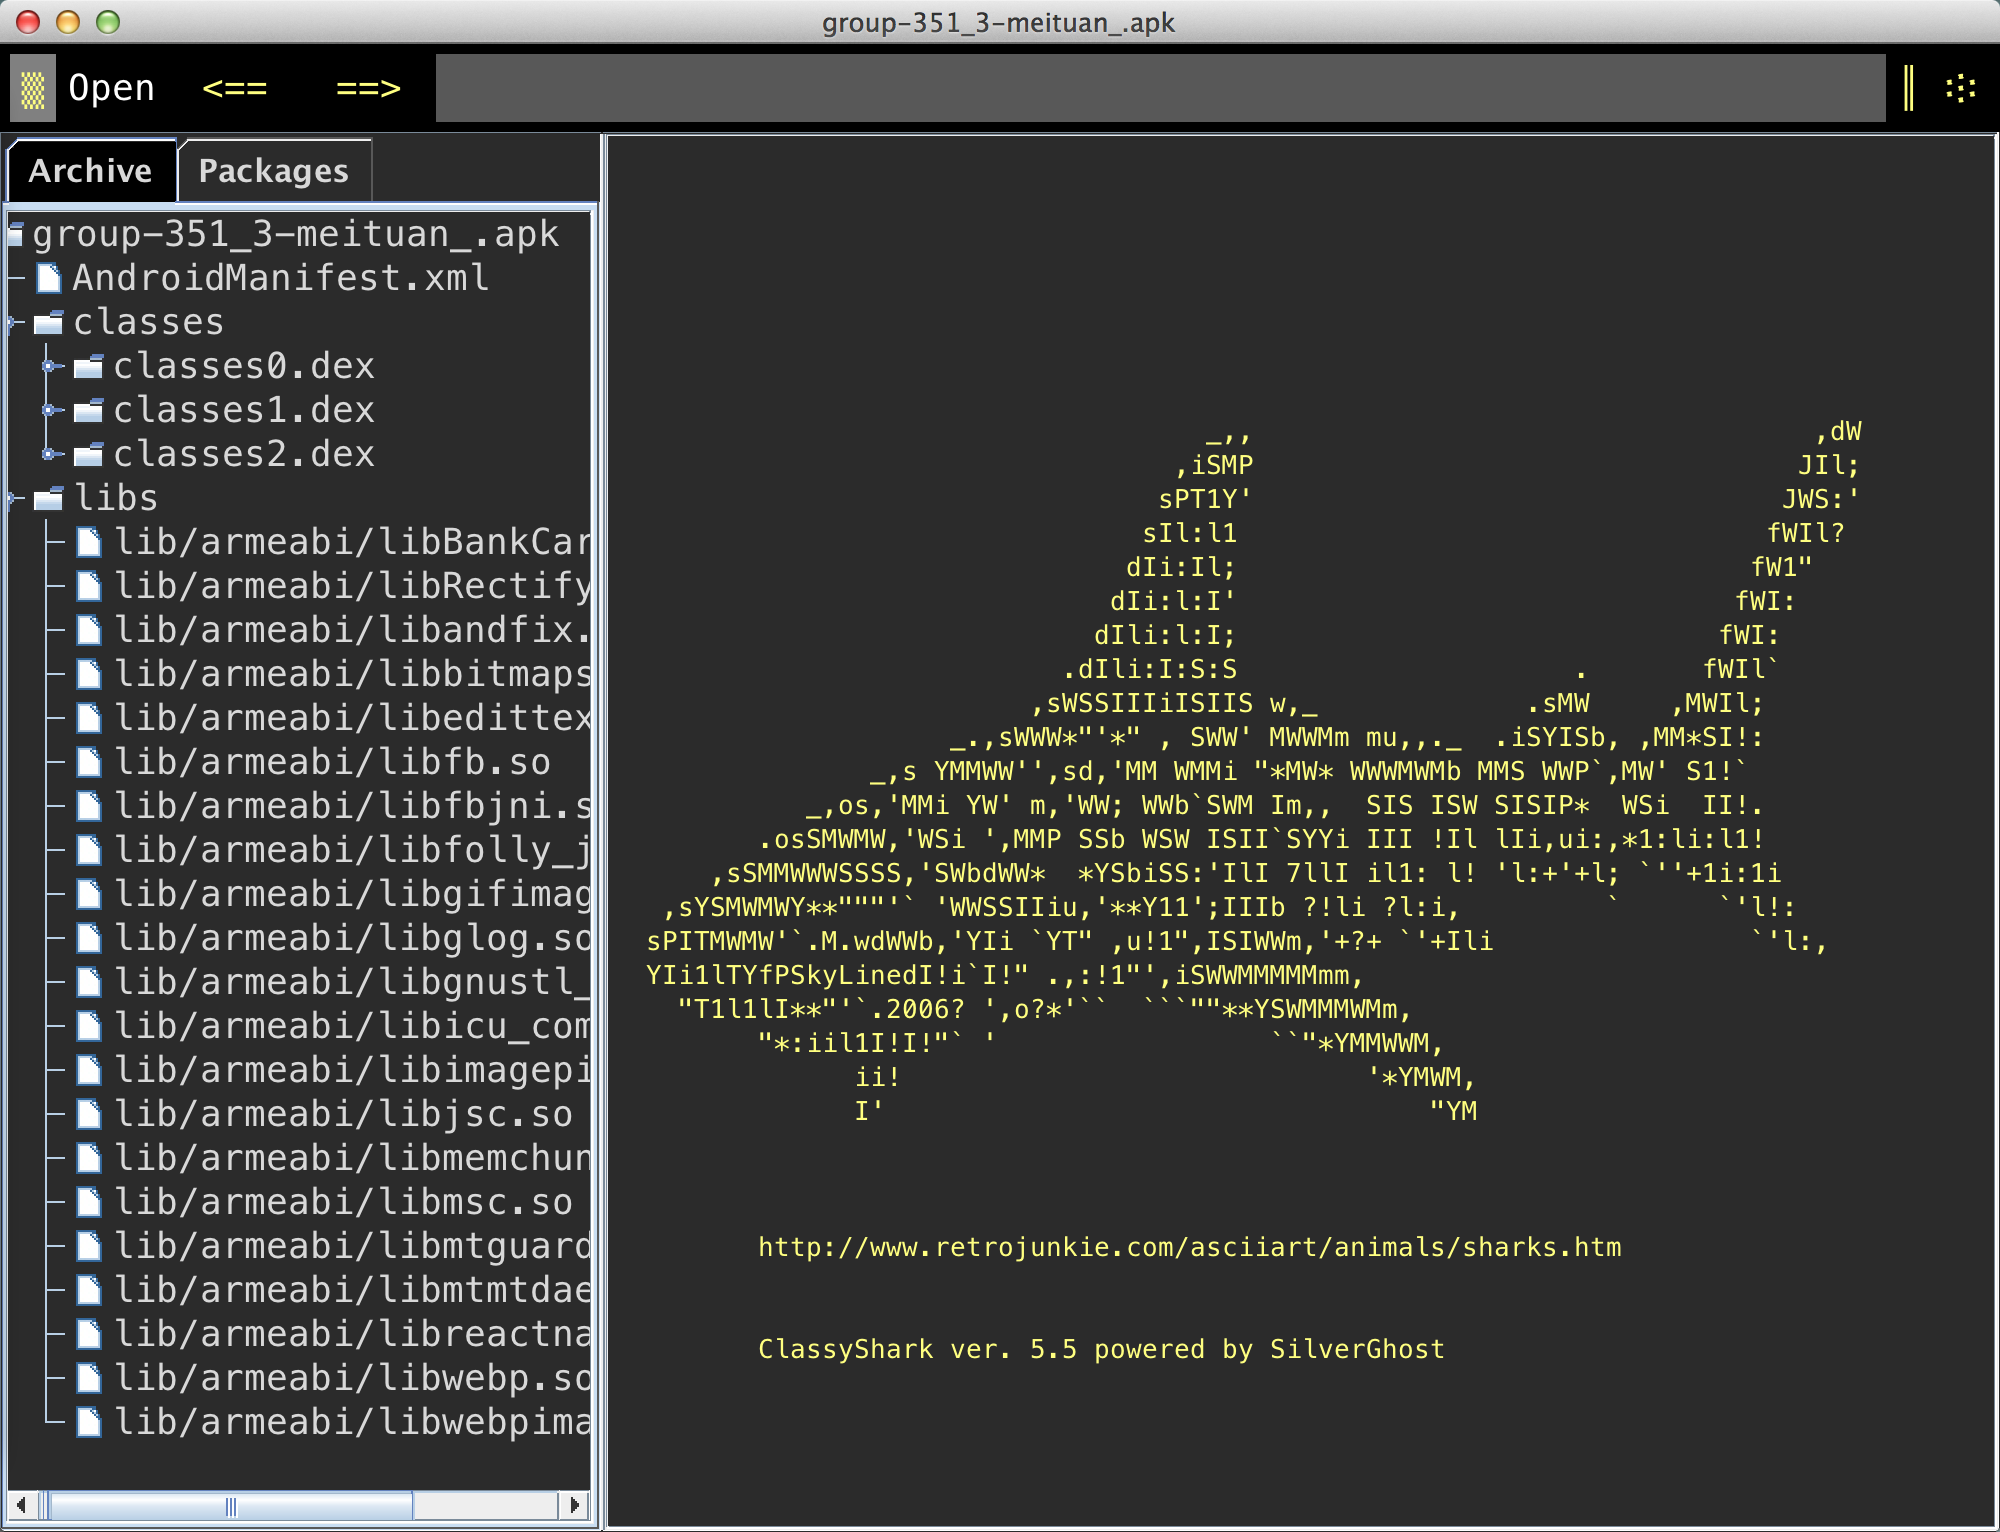 group-351_3-meituan_.apk
Open <== ==>
Archive Packages
group-351_3-meituan_.apk
AndroidManifest.xml
classes
classes0.dex
classes1.dex
classes2.dex
libs
lib/armeabi/libBankCar
lib/armeabi/libRectify
lib/armeabi/libandfix.
lib/armeabi/libbitmaps
lib/armeabi/libedittex
lib/armeabi/libfb.so
lib/armeabi/libfbjni.s
lib/armeabi/libfolly_j
lib/armeabi/libgifimag
lib/armeabi/libglog.so
lib/armeabi/libgnustl_
lib/armeabi/libicu_com
lib/armeabi/libimagepi
lib/armeabi/libjsc.so
lib/armeabi/libmemchun
lib/armeabi/libmsc.so
lib/armeabi/libmtguard
lib/armeabi/libmtmtdae
lib/armeabi/libreactna
lib/armeabi/libwebp.so
lib/armeabi/libwebpima
_,, ,dW
,iSMP JIl;
sPT1Y' JWS:'
sIl:l1 fWIl?
dIi:Il; fW1"
dIi:l:I' fWI:
dIli:l:I; fWI:
.dIli:I:S:S . fWIl`
,sWSSIIIiISIIS w,_ .sMW ,MWIl;
_.,sWWW*"'*" , SWW' MWWMm mu,,._ .iSYISb, ,MM*SI!:
_,s YMMWW'',sd,'MM WMMi "*MW* WWWMWMb MMS WWP`,MW' S1!`
_,os,'MMi YW' m,'WW; WWb`SWM Im,, SIS ISW SISIP* WSi II!.
.osSMWMW,'WSi ',MMP SSb WSW ISII`SYYi III !Il lIi,ui:,*1:li:l1!
,sSMMWWWSSSS,'SWbdWW* *YSbiSS:'IlI 7llI il1: l! 'l:+'+l; `''+1i:1i
,sYSMWMWY**"""'` 'WWSSIIiu,'**Y11';IIIb ?!li ?l:i, ` `'l!:
sPITMWMW'`.M.wdWWb,'YIi `YT" ,u!1",ISIWWm,'+?+ `'+Ili `'l:,
YIi1lTYfPSkyLinedI!i`I!" .,:!1"',iSWWMMMMMmm,
"T1l1lI**"'`.2006? ',o?*'`` ```""**YSWMMMWMm,
"*:iil1I!I!"` ' ``"*YMMWWM,
ii! '*YMWM,
I' "YM
http://www.retrojunkie.com/asciiart/animals/sharks.htm
ClassyShark ver. 5.5 powered by SilverGhost